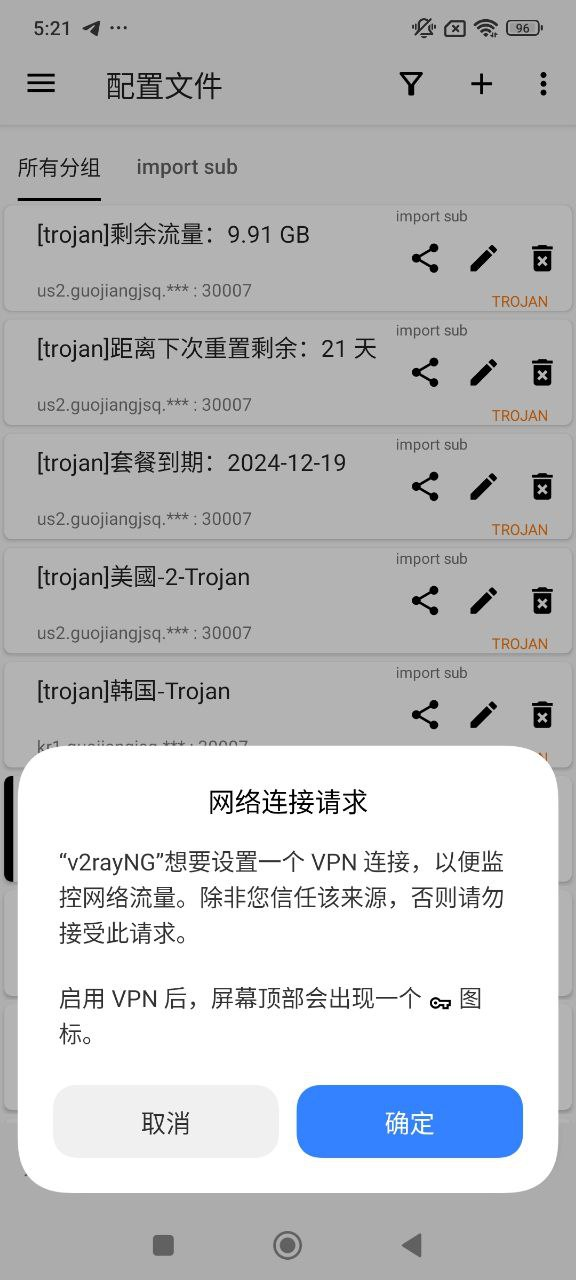 5:21
96
配置文件
所有分组 import sub
import sub
[trojan]剩余流量：9.91 GB
us2.guojiangjsq.*** : 30007
TROJAN
import sub
[trojan]距离下次重置剩余：21 天
us2.guojiangjsq.*** : 30007
TROJAN
import sub
[trojan]套餐到期：2024-12-19
us2.guojiangjsq.*** : 30007
TROJAN
import sub
[trojan]美國-2-Trojan
us2.guojiangjsq.*** : 30007
TROJAN
import sub
[trojan]韩国-Trojan
网络连接请求
“v2rayNG”想要设置一个 VPN 连接，以便监
控网络流量。除非您信任该来源，否则请勿
接受此请求。
启用 VPN 后，屏幕顶部会出现一个 图
标。
取消 确定